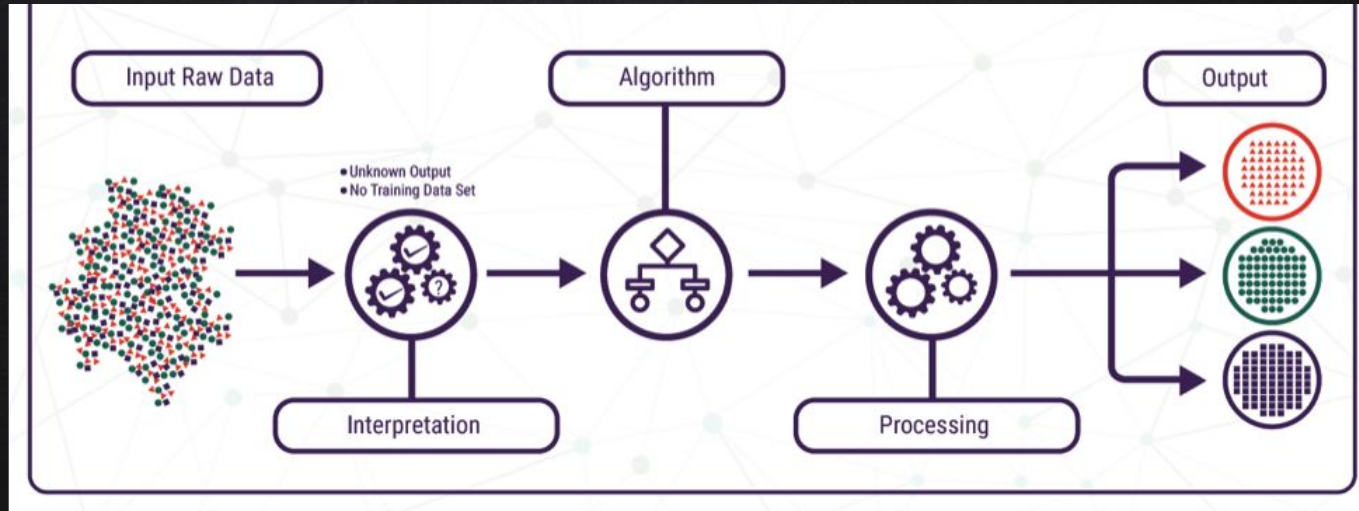 Input Raw Data
Algorithm
Output
• Unknown Output
• No Training Data Set
?
Interpretation
Processing